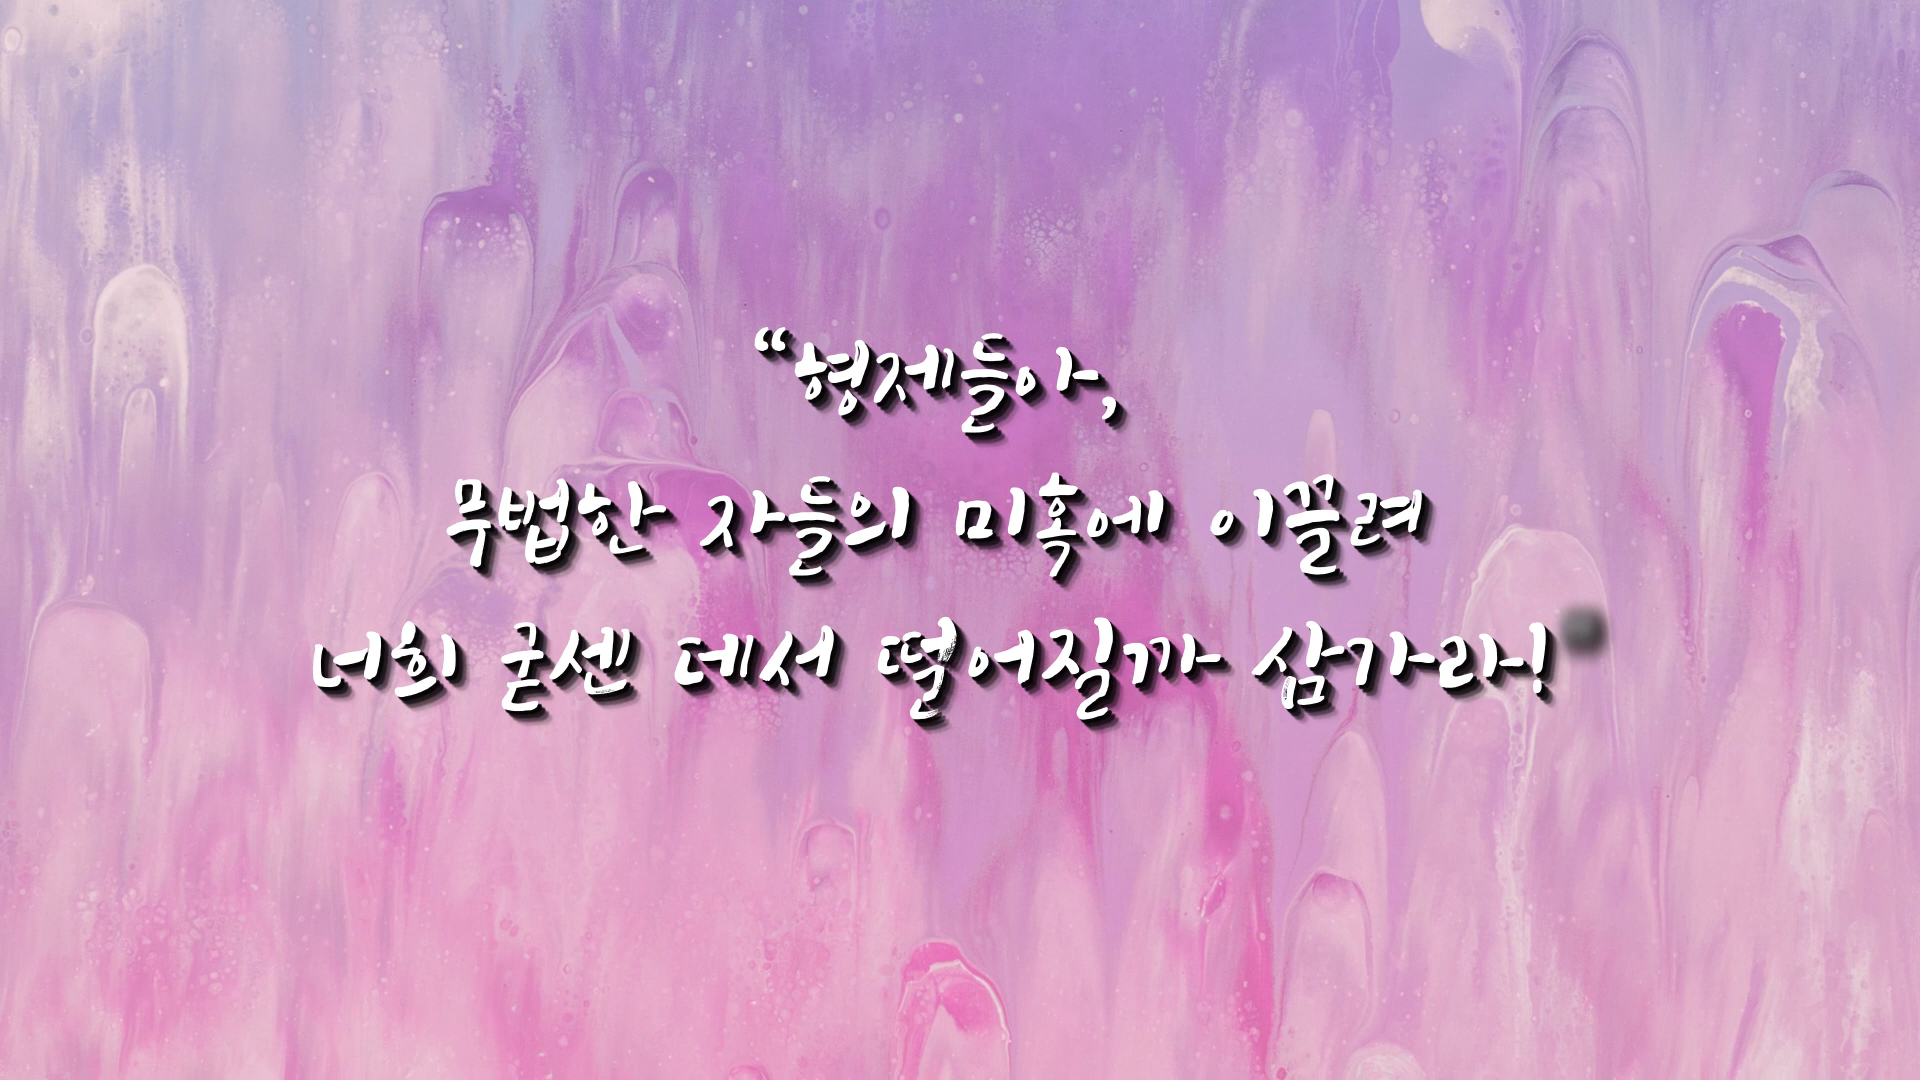 “형제들아,
무법한 자들의 미혹에 이끌려
너희 굳센 데서 떨어질까 삼가라!